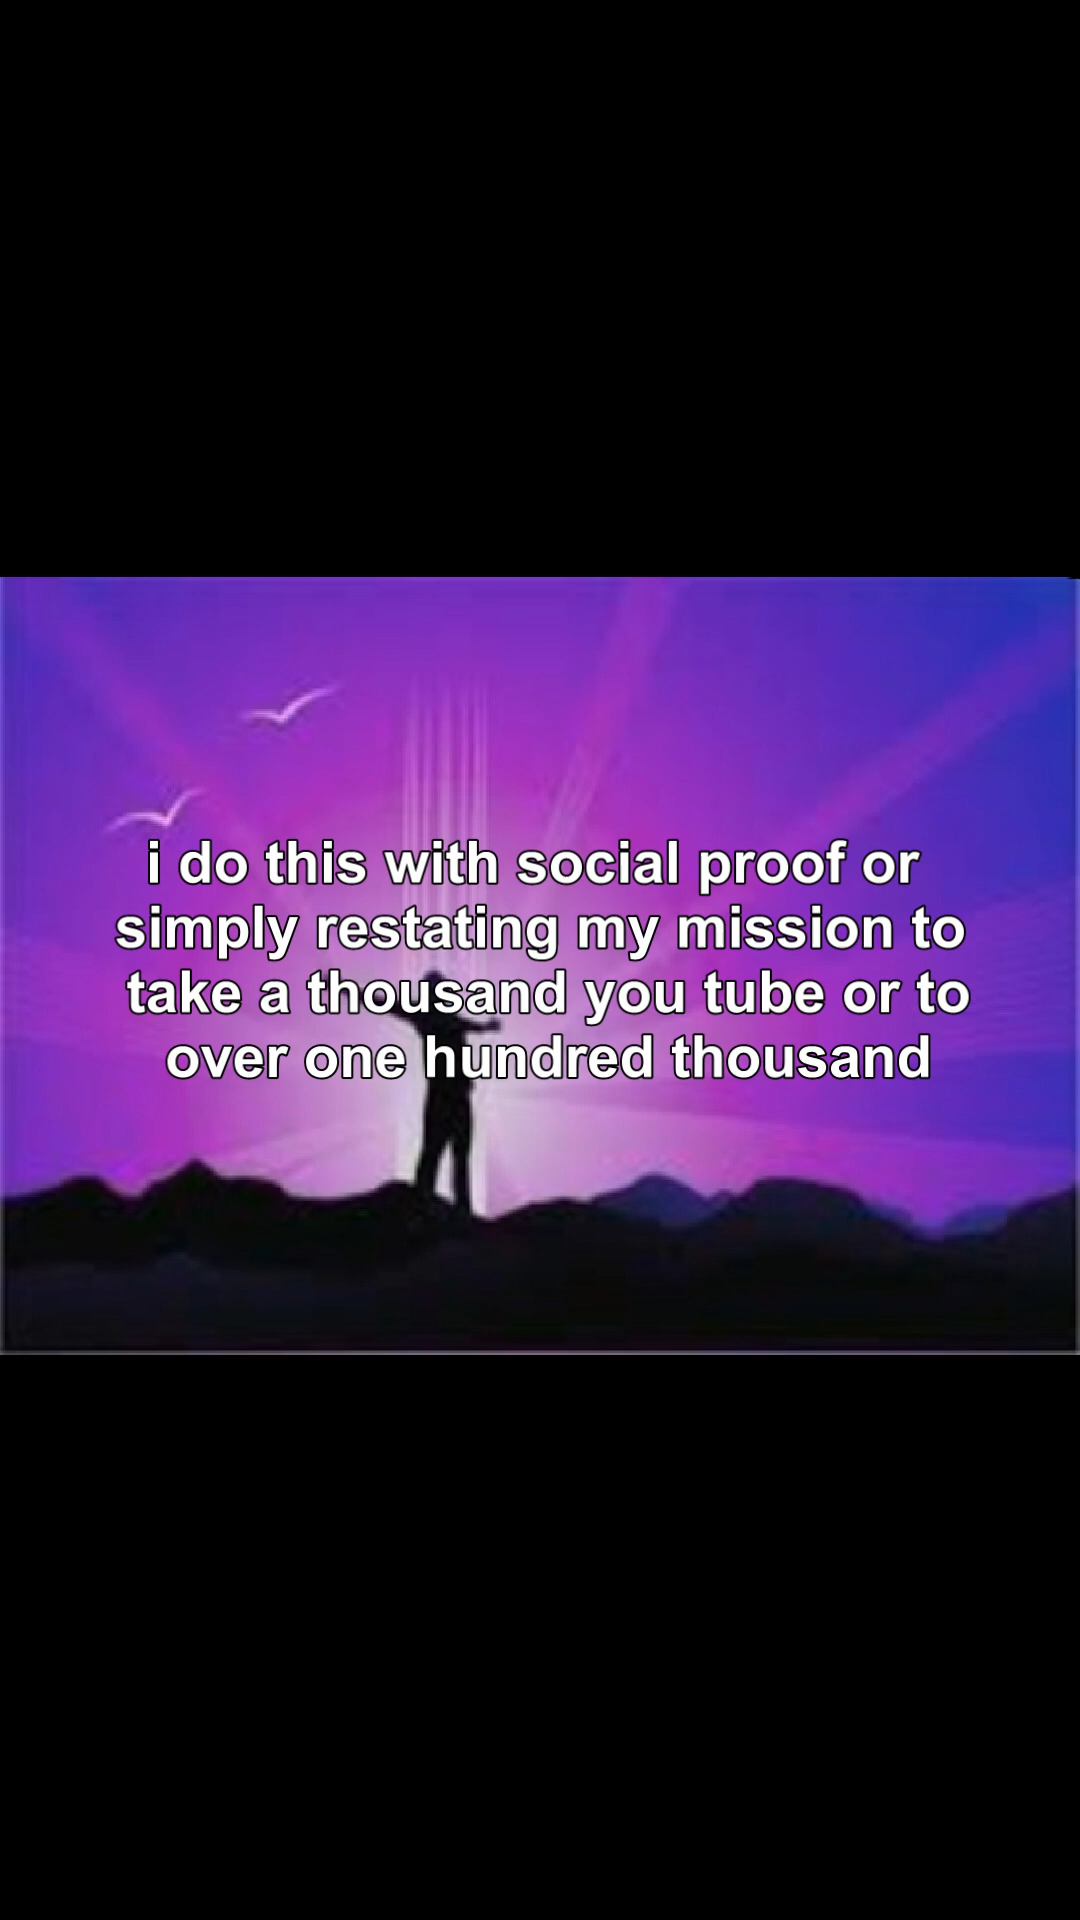 i do this with social proof or
simply restating my mission to
take a thousand you tube or to
over one hundred thousand